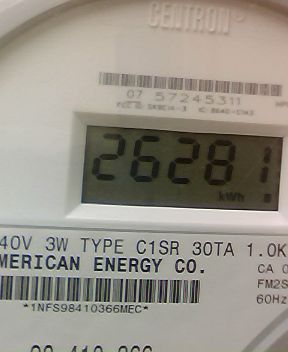 CENTRON®
07 57245311
26281
kWh
40V 3W TYPE C1SR 30TA 1.0K
MERICAN ENERGY CO.
CA 0
FM2S
60Hz
*1NFS98410366MEC*